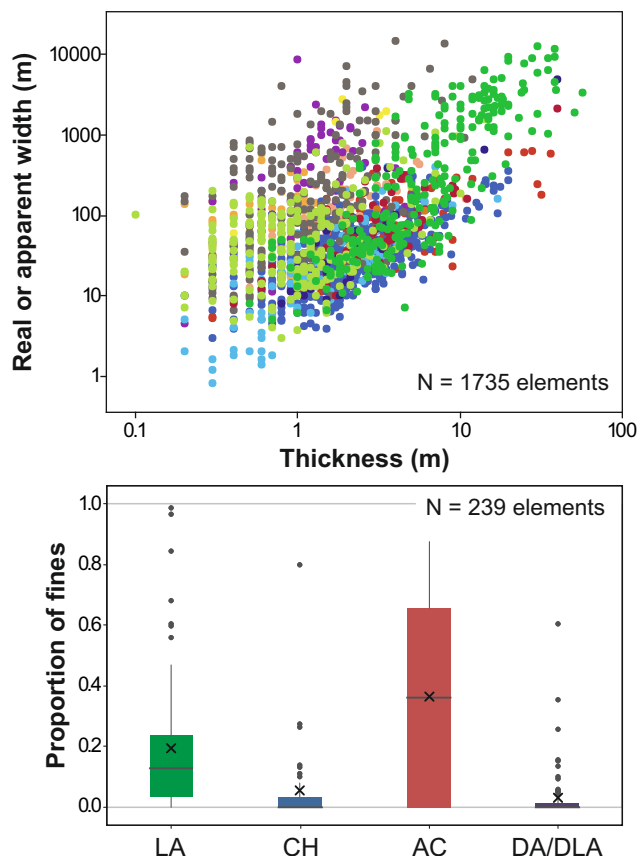 Real or apparent width (m)
10000
1000
100
10
1
N = 1735 elements
0.1
1
10
100
Thickness (m)
Proportion of fines
1.0
0.8
0.6
0.4
0.2
0.0
N = 239 elements
LA
CH
AC
DA/DLA